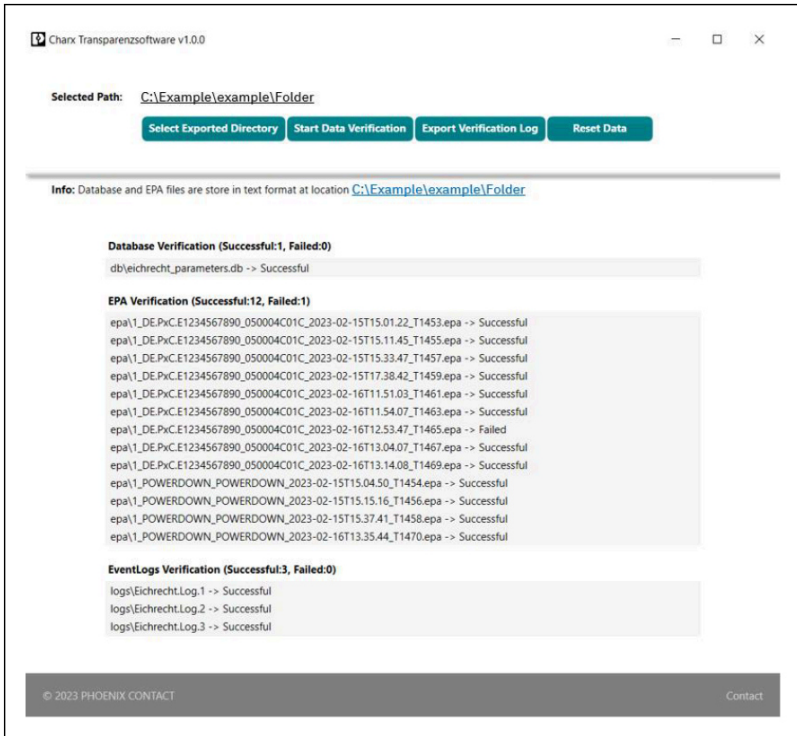 Charx Transparenzsoftware v1.0.0
Selected Path: C:\Example\example\Folder
Select Exported Directory Start Data Verification Export Verification Log Reset Data
Info: Database and EPA files are store in text format at location C:\Example\example\Folder
Database Verification (Successful:1, Failed:0)
db\eichrecht_parameters.db -> Successful
EPA Verification (Successful:12, Failed:1)
epa\1_DE.PxC.E1234567890_050004C01C_2023-02-15T15.01.22_T1453.epa -> Successful
epa\1_DE.PxC.E1234567890_050004C01C_2023-02-15T15.11.45_T1455.epa -> Successful
epa\1_DE.PxC.E1234567890_050004C01C_2023-02-15T15.33.47_T1457.epa -> Successful
epa\1_DE.PxC.E1234567890_050004C01C_2023-02-15T17.38.42_T1459.epa -> Successful
epa\1_DE.PxC.E1234567890_050004C01C_2023-02-16T11.51.03_T1461.epa -> Successful
epa\1_DE.PxC.E1234567890_050004C01C_2023-02-16T11.54.07_T1463.epa -> Successful
epa\1_DE.PxC.E1234567890_050004C01C_2023-02-16T12.53.47_T1465.epa -> Failed
epa\1_DE.PxC.E1234567890_050004C01C_2023-02-16T13.04.07_T1467.epa -> Successful
epa\1_DE.PxC.E1234567890_050004C01C_2023-02-16T13.14.08_T1469.epa -> Successful
epa\1_POWERDOWN_POWERDOWN_2023-02-15T15.04.50_T1454.epa -> Successful
epa\1_POWERDOWN_POWERDOWN_2023-02-15T15.15.16_T1456.epa -> Successful
epa\1_POWERDOWN_POWERDOWN_2023-02-15T15.37.41_T1458.epa -> Successful
epa\1_POWERDOWN_POWERDOWN_2023-02-16T13.35.44_T1470.epa -> Successful
EventLogs Verification (Successful:3, Failed:0)
logs\Eichrecht.Log.1 -> Successful
logs\Eichrecht.Log.2 -> Successful
logs\Eichrecht.Log.3 -> Successful
© 2023 PHOENIX CONTACT Contact